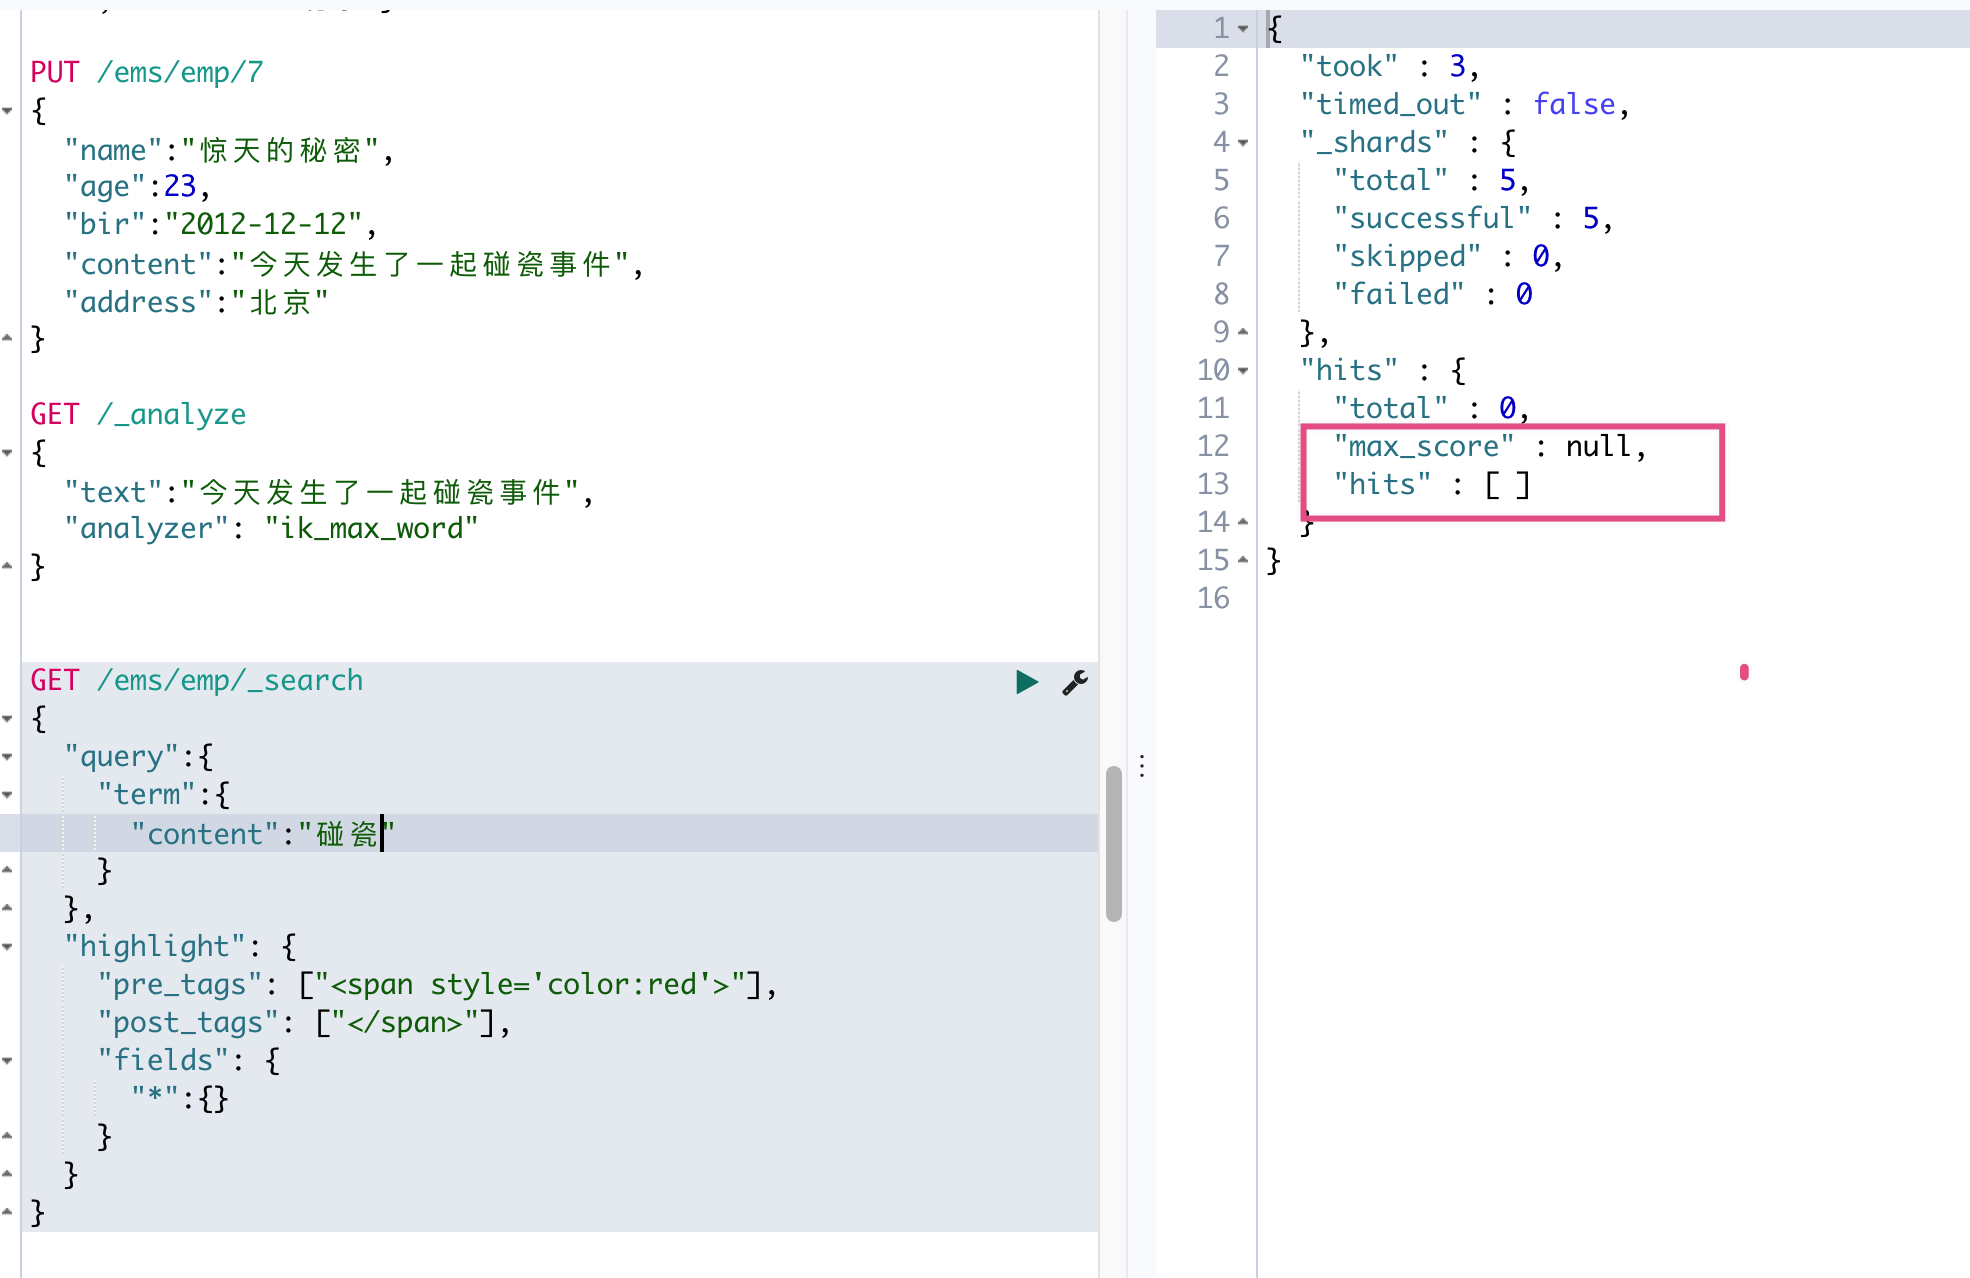 PUT /ems/emp/7
{
  "name":"惊天的秘密",
  "age":23,
  "bir":"2012-12-12",
  "content":"今天发生了一起碰瓷事件",
  "address":"北京"
}
GET /_analyze
{
  "text":"今天发生了一起碰瓷事件",
  "analyzer": "ik_max_word"
}
GET /ems/emp/_search
{
  "query":{
    "term":{
      "content":"碰瓷"
    }
  },
  "highlight": {
    "pre_tags": ["<span style='color:red'>"],
    "post_tags": ["</span>"],
    "fields": {
      "*":{}
    }
  }
}
1 {
2   "took" : 3,
3   "timed_out" : false,
4   "_shards" : {
5     "total" : 5,
6     "successful" : 5,
7     "skipped" : 0,
8     "failed" : 0
9   },
10   "hits" : {
11     "total" : 0,
12     "max_score" : null,
13     "hits" : [ ]
14   }
15 }
16